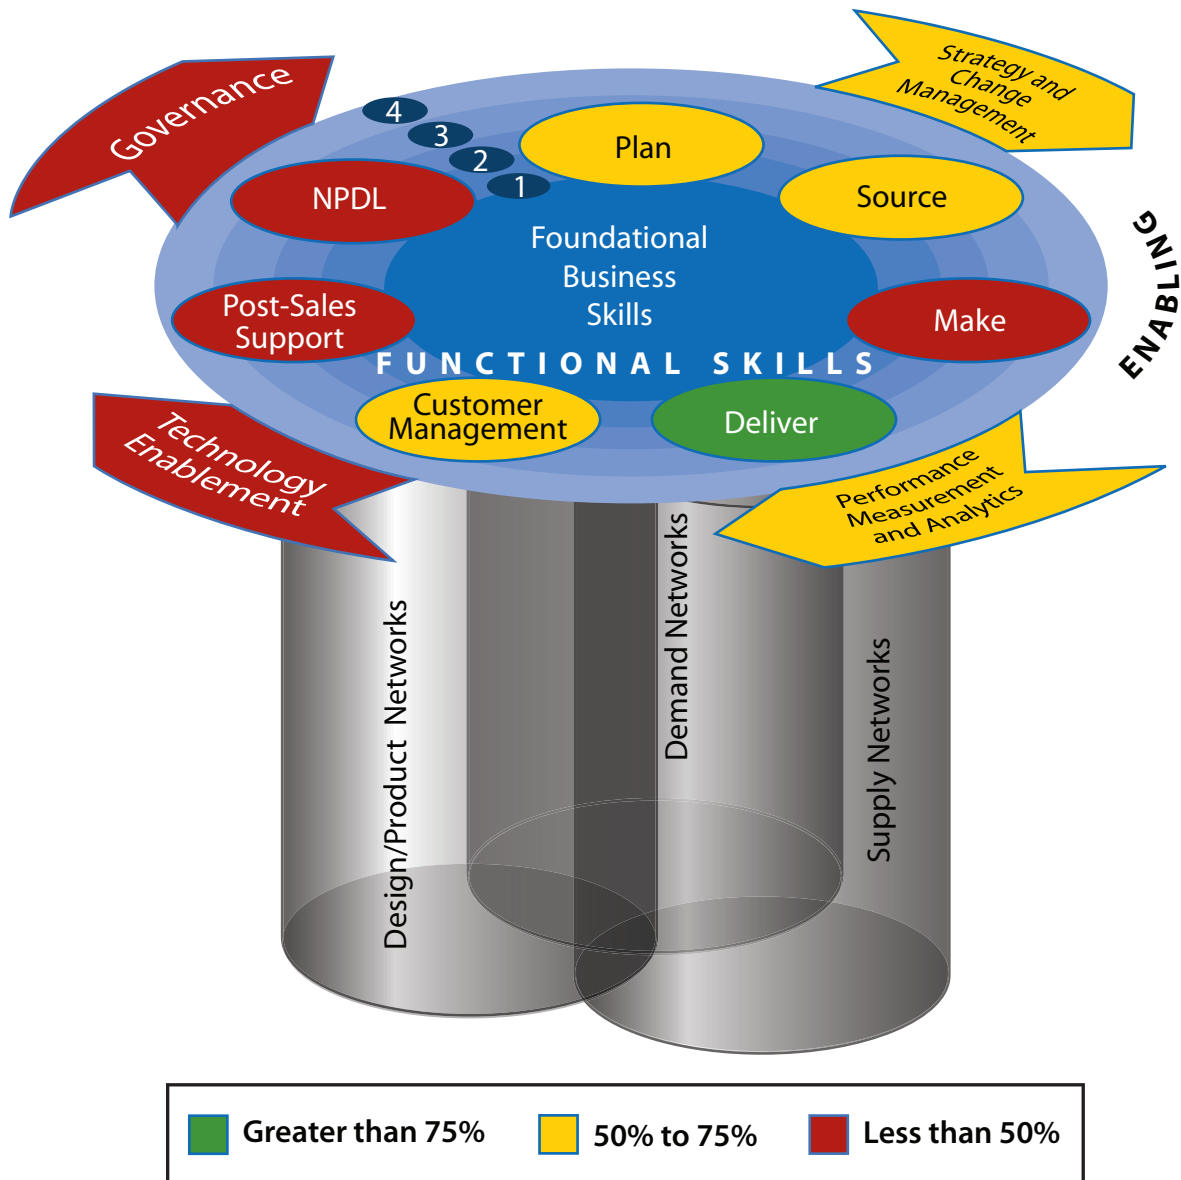 Governance
Strategy and
Change
Management
4
3
2
1
Plan
NPDL
Source
Foundational
Business
Skills
ENABLING
Post-Sales
Support
Make
FUNCTIONAL SKILLS
Customer
Management
Deliver
Technology
Enablement
Performance
Measurement
and Analytics
Design/Product Networks
Demand Networks
Supply Networks
Greater than 75%
50% to 75%
Less than 50%